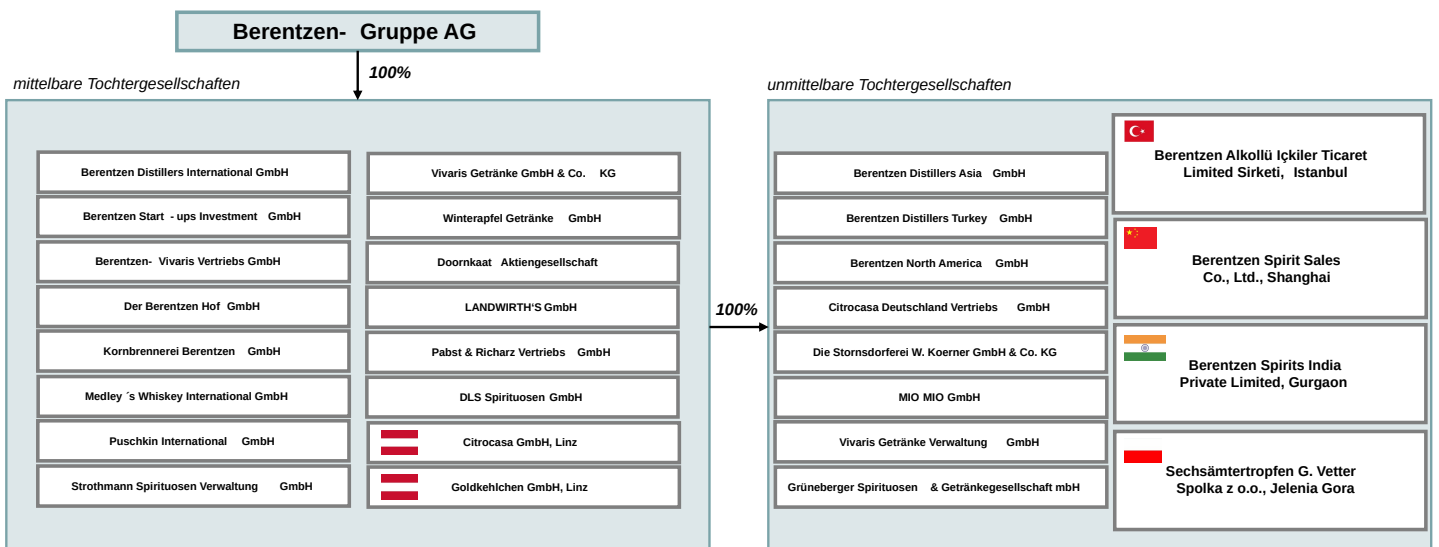 Berentzen- Gruppe AG
100%
mittelbare Tochtergesellschaften
Berentzen Distillers International GmbH
Berentzen Start - ups Investment GmbH
Berentzen- Vivaris Vertriebs GmbH
Der Berentzen Hof GmbH
Kornbrennerei Berentzen GmbH
Medley ´s Whiskey International GmbH
Puschkin International GmbH
Strothmann Spirituosen Verwaltung GmbH
Vivaris Getränke GmbH & Co. KG
Winterapfel Getränke GmbH
Doornkaat Aktiengesellschaft
LANDWIRTH'S GmbH
Pabst & Richarz Vertriebs GmbH
DLS Spirituosen GmbH
Citrocasa GmbH, Linz
Goldkehlchen GmbH, Linz
100%
unmittelbare Tochtergesellschaften
Berentzen Distillers Asia GmbH
Berentzen Distillers Turkey GmbH
Berentzen North America GmbH
Citrocasa Deutschland Vertriebs GmbH
Die Stornsdorferei W. Koerner GmbH & Co. KG
MIO MIO GmbH
Vivaris Getränke Verwaltung GmbH
Grüneberger Spirituosen & Getränkegesellschaft mbH
Berentzen Alkollü Içkiler Ticaret
Limited Sirketi, Istanbul
Berentzen Spirit Sales
Co., Ltd., Shanghai
Berentzen Spirits India
Private Limited, Gurgaon
Sechsämtertropfen G. Vetter
Spolka z o.o., Jelenia Gora